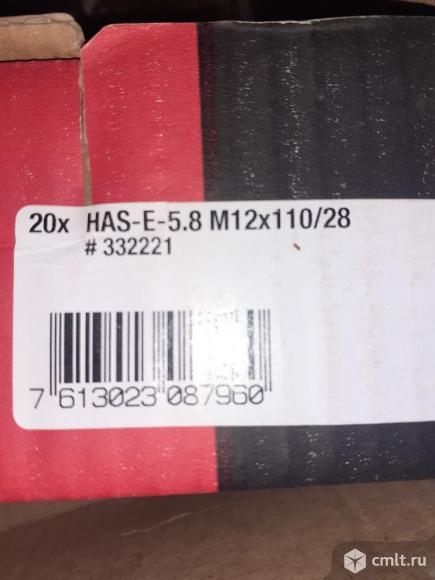 20x HAS-E-5.8 M12x110/28
# 332221
7 613023 087960
cmlt.ru